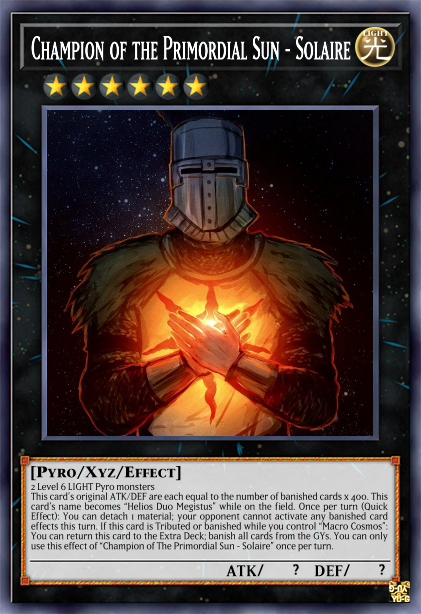 Champion of the Primordial Sun - Solaire
LIGHT
光
[Pyro/Xyz/Effect]
2 Level 6 LIGHT Pyro monsters
This card's original ATK/DEF are each equal to the number of banished cards x 400. This
card's name becomes "Helios Duo Megistus" while on the field. Once per turn (Quick
Effect): You can detach 1 material; your opponent cannot activate any banished card
effects this turn. If this card is Tributed or banished while you control "Macro Cosmos":
You can return this card to the Extra Deck; banish all cards from the GYs. You can only
use this effect of "Champion of The Primordial Sun - Solaire" once per turn.
ATK/ ? DEF/ ?